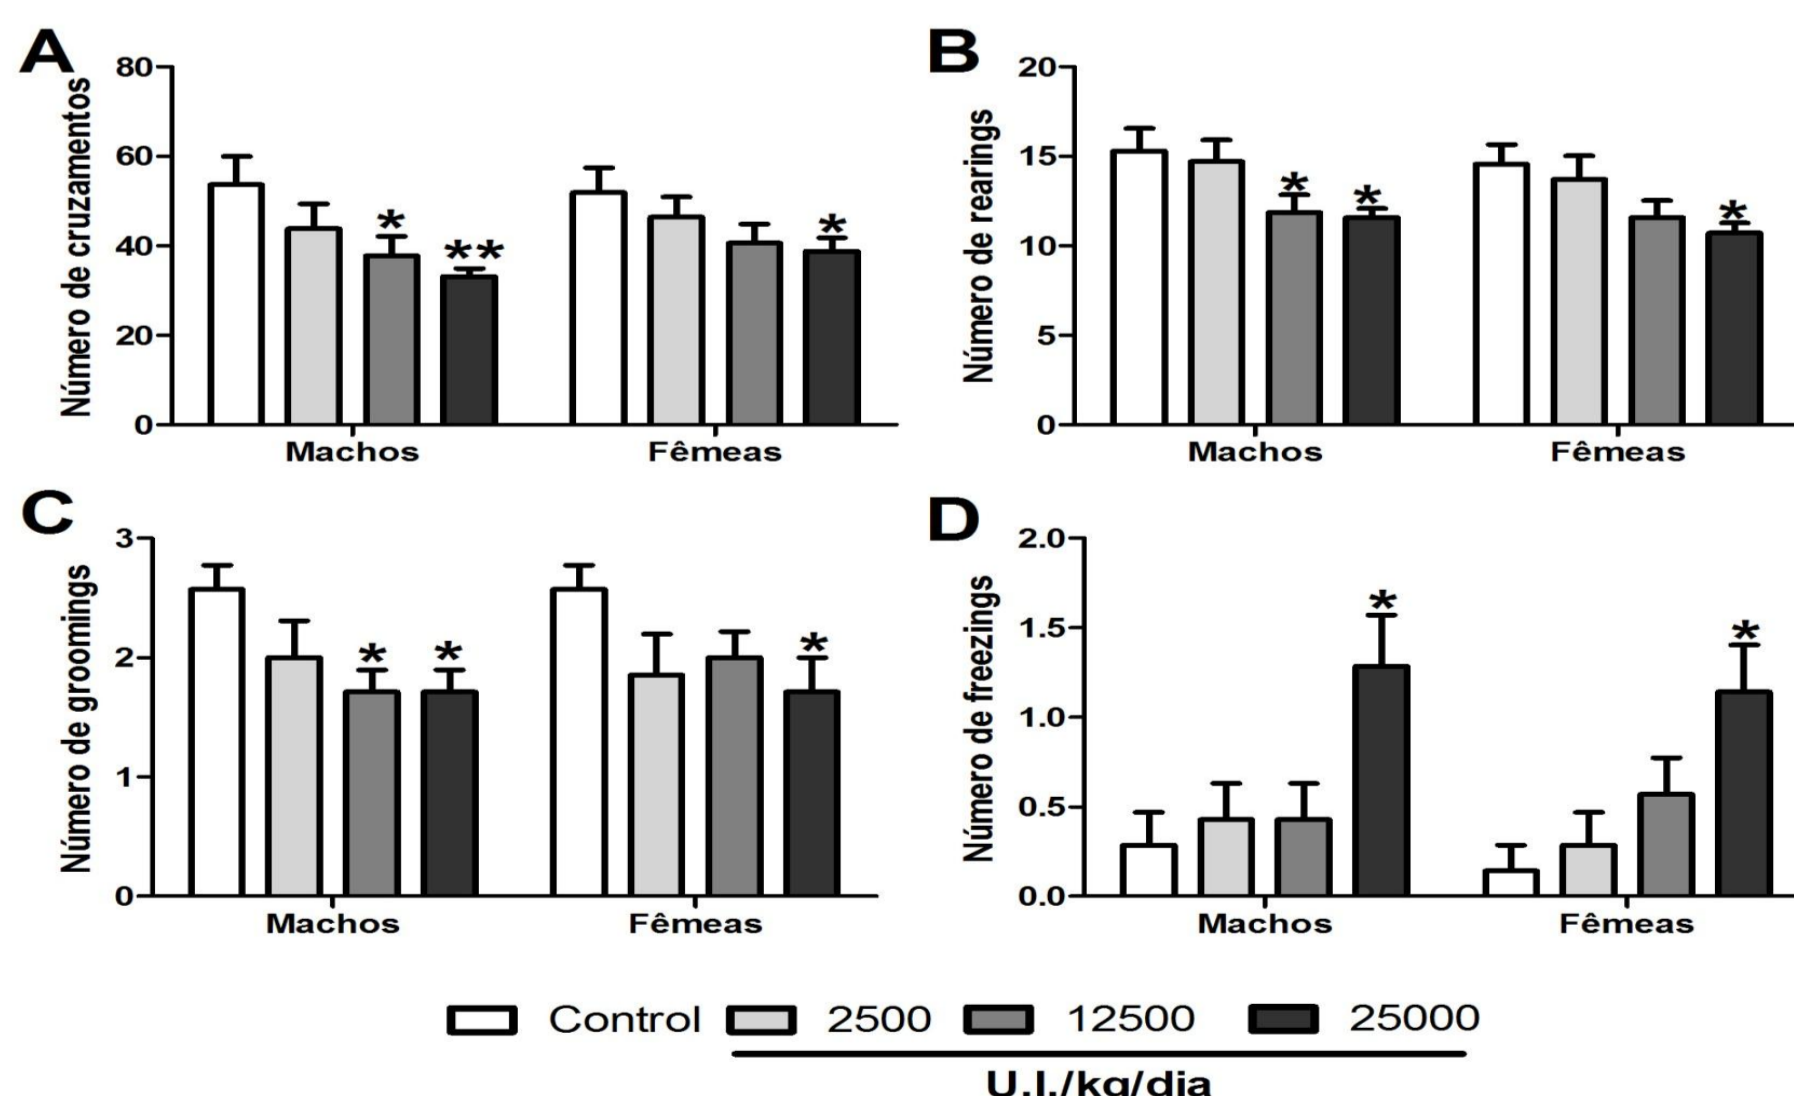 A
Número de cruzamentos
80
60
40
20
0
*
**
*
Machos
Fêmeas
B
Número de rearings
20
15
10
5
0
*
*
*
Machos
Fêmeas
C
Número de groomings
3
2
1
0
*
*
*
Machos
Fêmeas
D
Número de freezings
2.0
1.5
1.0
0.5
0.0
*
*
Machos
Fêmeas
Control 2500 12500 25000
U.I./kg/dia